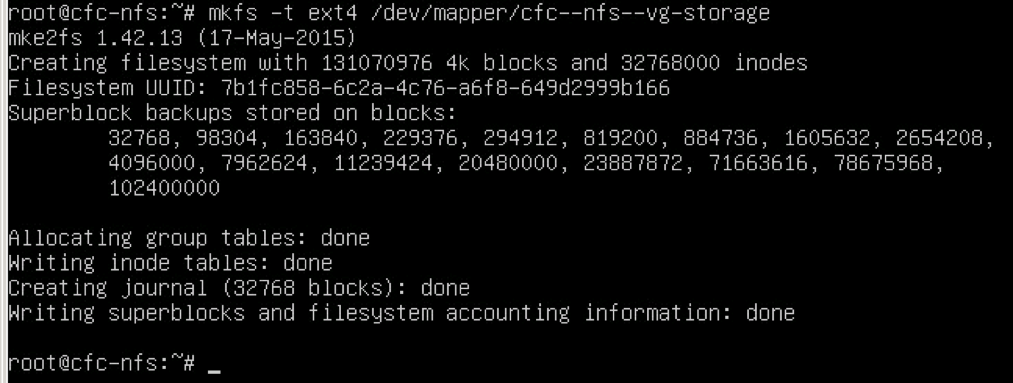 root@cfc-nfs:~# mkfs -t ext4 /dev/mapper/cfc--nfs--vg-storage
mke2fs 1.42.13 (17-May-2015)
Creating filesystem with 131070976 4k blocks and 32768000 inodes
Filesystem UUID: 7b1fc858-6c2a-4c76-a6f8-649d2999b166
Superblock backups stored on blocks:
        32768, 98304, 163840, 229376, 294912, 819200, 884736, 1605632, 2654208,
        4096000, 7962624, 11239424, 20480000, 23887872, 71663616, 78675968,
        102400000

Allocating group tables: done
Writing inode tables: done
Creating journal (32768 blocks): done
Writing superblocks and filesystem accounting information: done

root@cfc-nfs:~# _